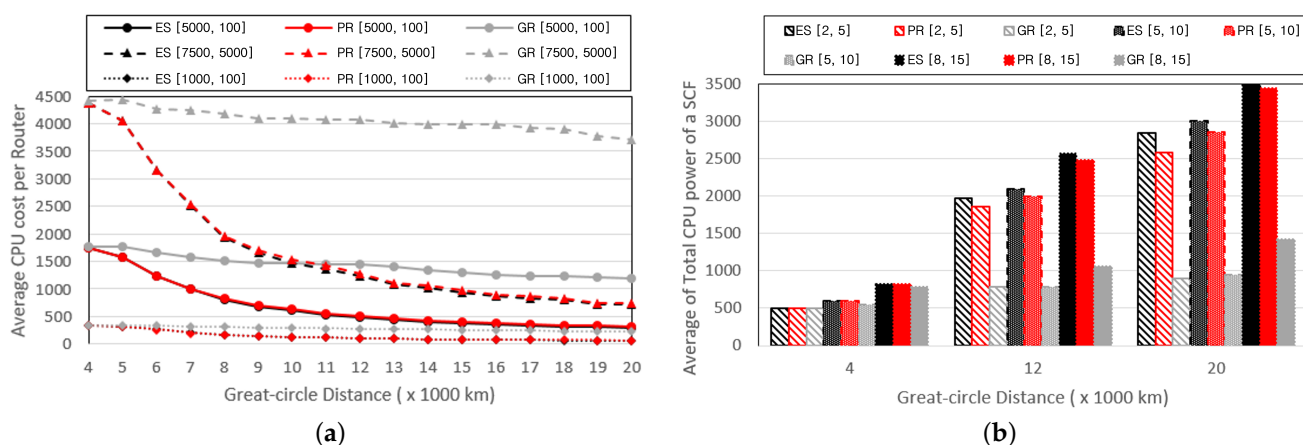 ES [5000, 100] PR [5000, 100] GR [5000, 100]
ES [7500, 5000] PR [7500, 5000] GR [7500, 5000]
ES [1000, 100] PR [1000, 100] GR [1000, 100]
Average CPU cost per Router
4500
4000
3500
3000
2500
2000
1500
1000
500
0
4 5 6 7 8 9 10 11 12 13 14 15 16 17 18 19 20
Great-circle Distance ( x 1000 km)
(a)
ES [2, 5] PR [2, 5] GR [2, 5] ES [5, 10] PR [5, 10]
GR [5, 10] ES [8, 15] PR [8, 15] GR [8, 15]
Average of Total CPU power of a SCF
3500
3000
2500
2000
1500
1000
500
0
4 12 20
Great-circle Distance ( x 1000 km)
(b)